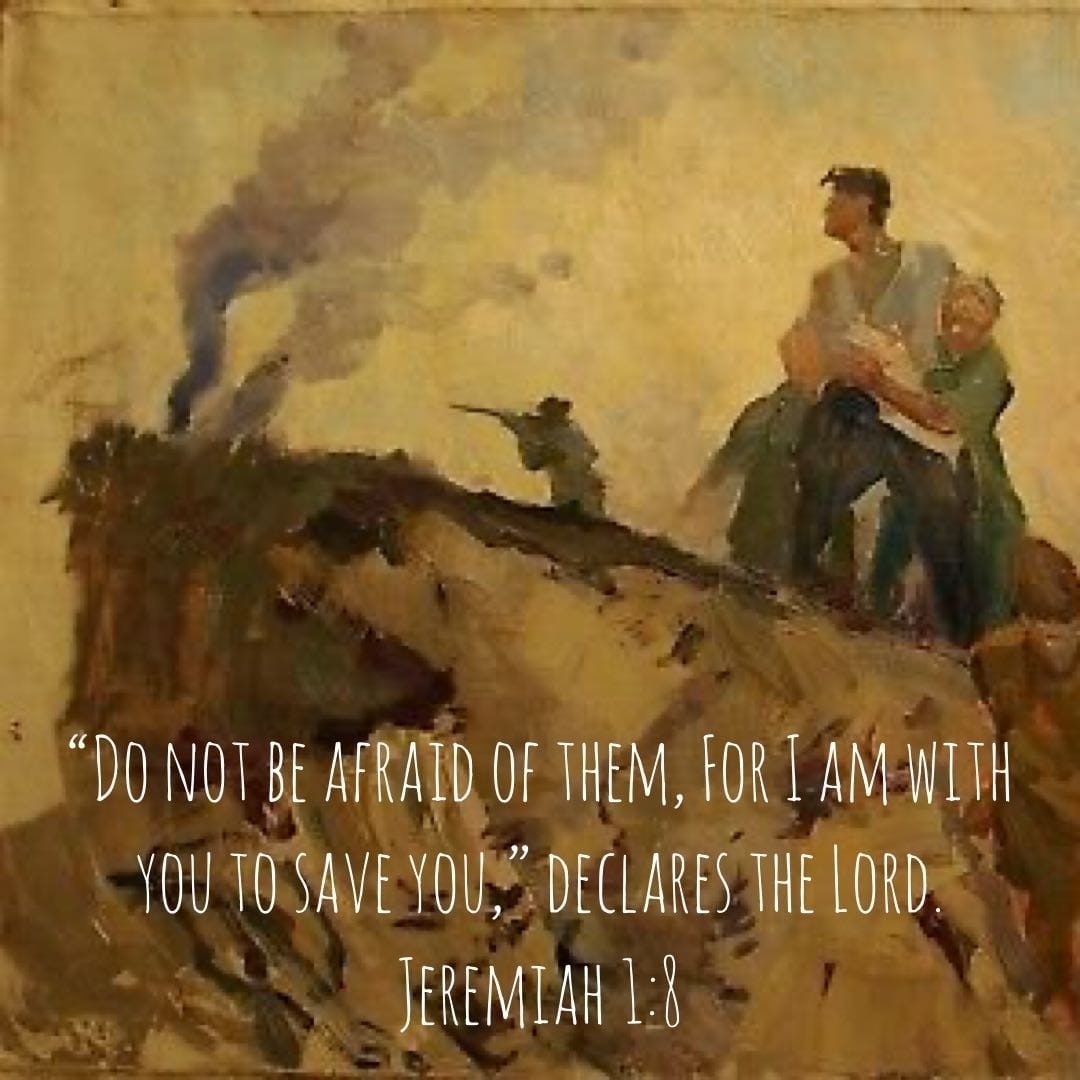 “Do not be afraid of them, For I am with
you to save you,” declares the Lord.
Jeremiah 1:8